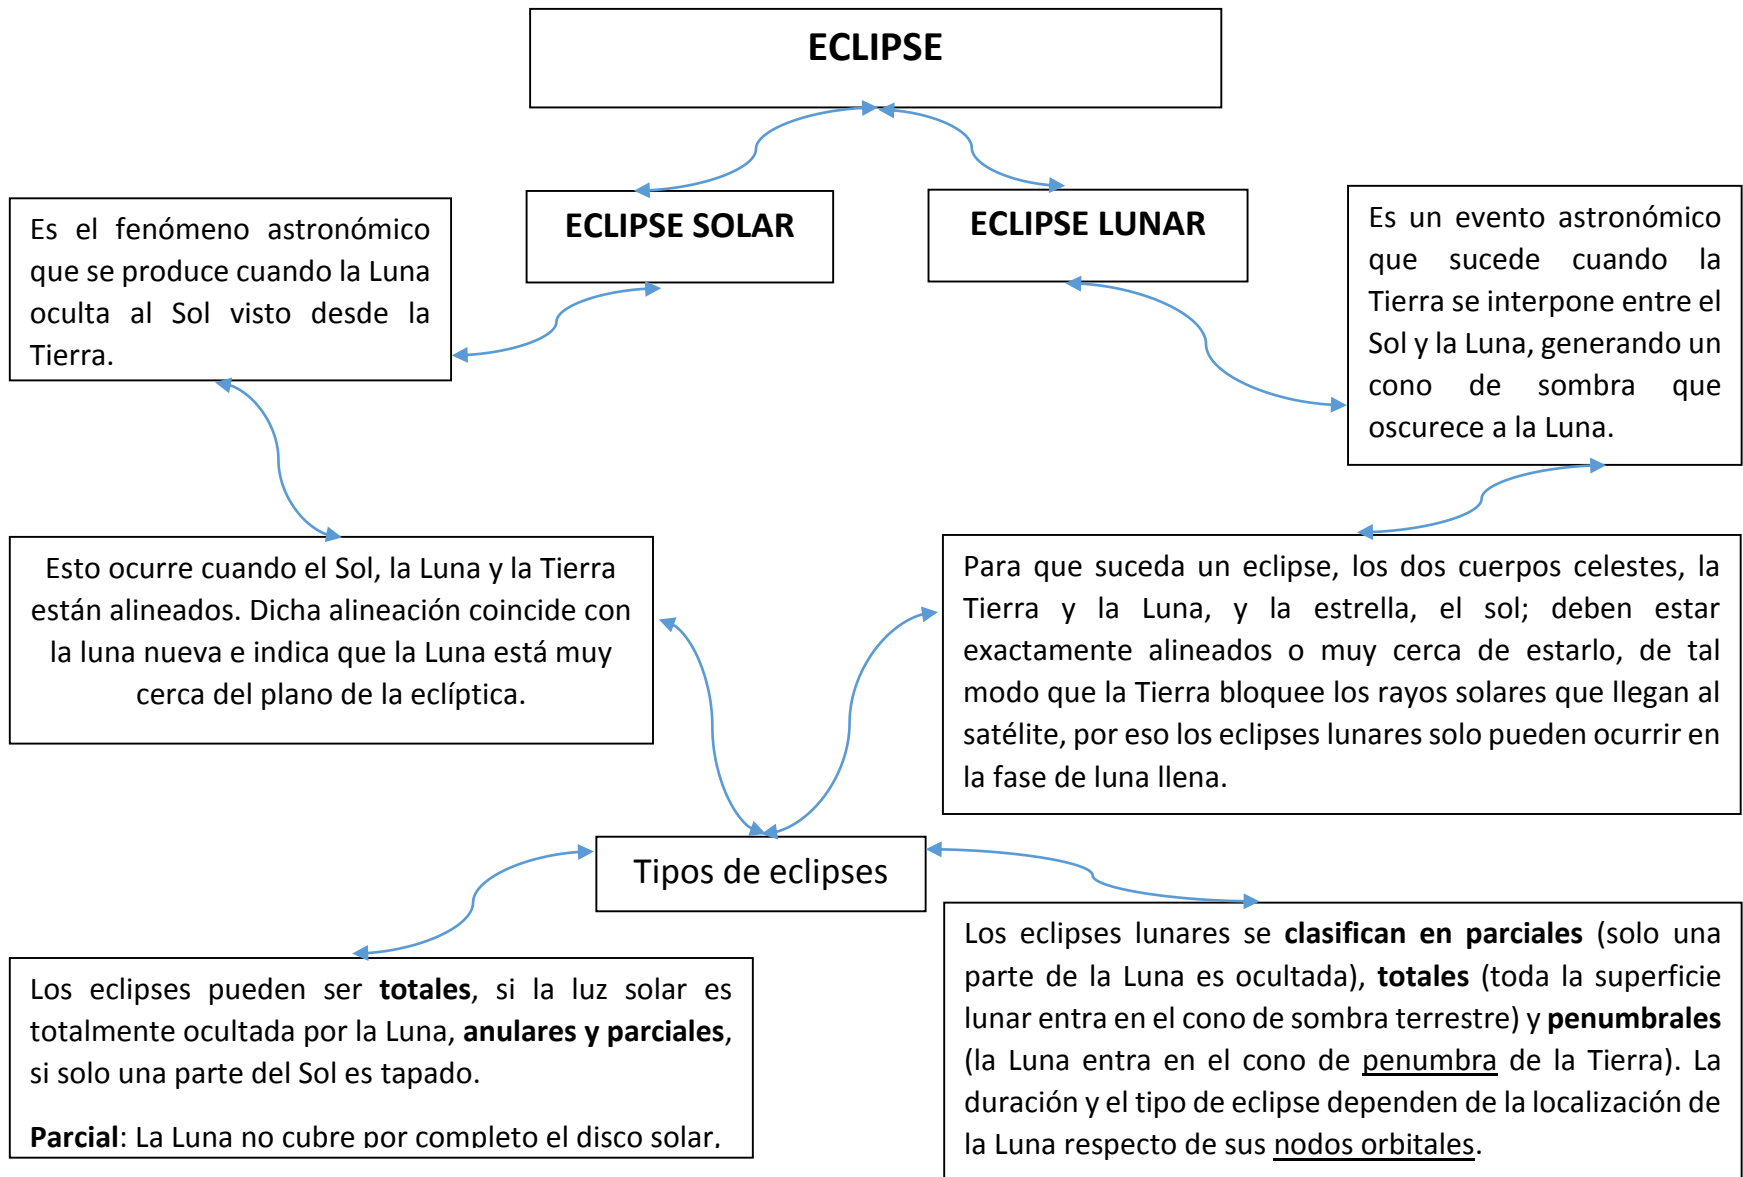 ECLIPSE
ECLIPSE SOLAR
ECLIPSE LUNAR
Es el fenómeno astronómico
que se produce cuando la Luna
oculta al Sol visto desde la
Tierra.
Es un evento astronómico
que sucede cuando la
Tierra se interpone entre el
Sol y la Luna, generando un
cono de sombra que
oscurece a la Luna.
Esto ocurre cuando el Sol, la Luna y la Tierra
están alineados. Dicha alineación coincide con
la luna nueva e indica que la Luna está muy
cerca del plano de la eclíptica.
Para que suceda un eclipse, los dos cuerpos celestes, la
Tierra y la Luna, y la estrella, el sol; deben estar
exactamente alineados o muy cerca de estarlo, de tal
modo que la Tierra bloquee los rayos solares que llegan al
satélite, por eso los eclipses lunares solo pueden ocurrir en
la fase de luna llena.
Tipos de eclipses
Los eclipses pueden ser totales, si la luz solar es
totalmente ocultada por la Luna, anulares y parciales,
si solo una parte del Sol es tapado.
Parcial: La Luna no cubre por completo el disco solar,
Los eclipses lunares se clasifican en parciales (solo una
parte de la Luna es ocultada), totales (toda la superficie
lunar entra en el cono de sombra terrestre) y penumbrales
(la Luna entra en el cono de penumbra de la Tierra). La
duración y el tipo de eclipse dependen de la localización de
la Luna respecto de sus nodos orbitales.